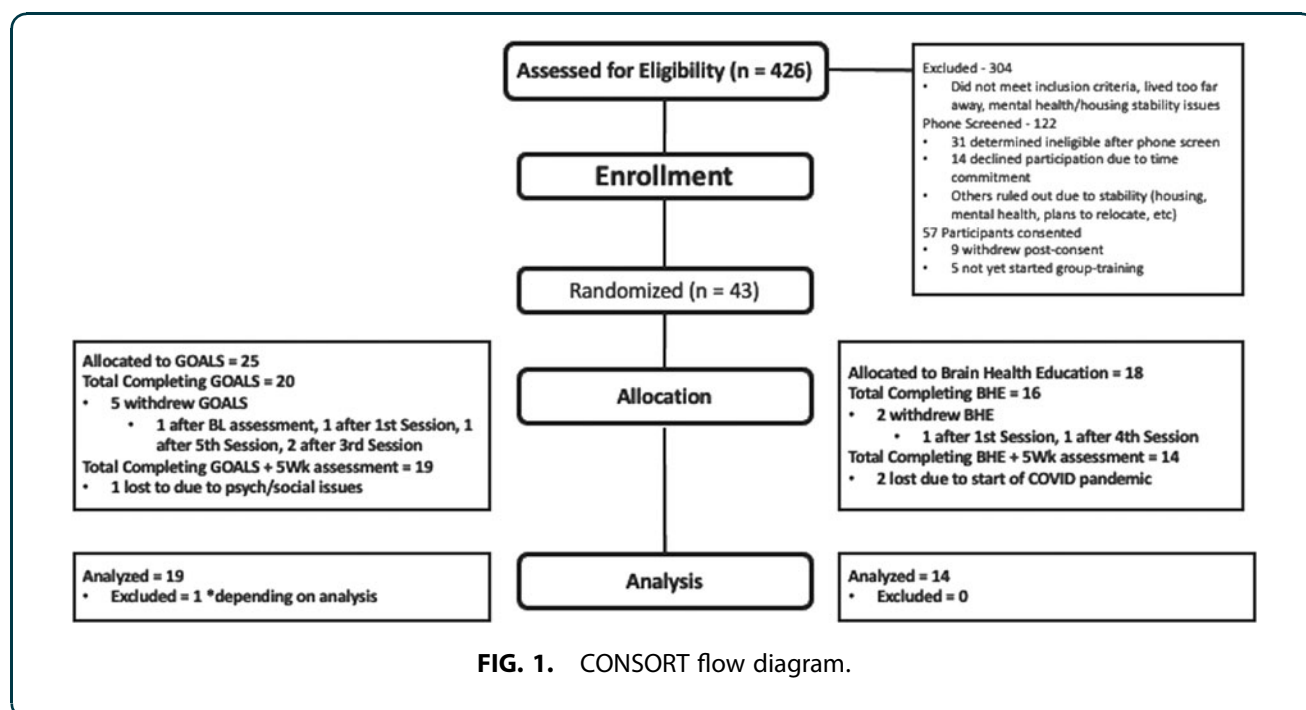 Assessed for Eligibility (n = 426)
Excluded - 304
• Did not meet inclusion criteria, lived too far
away, mental health/housing stability issues
Phone Screened - 122
• 31 determined ineligible after phone screen
• 14 declined participation due to time
commitment
• Others ruled out due to stability (housing,
mental health, plans to relocate, etc)
57 Participants consented
• 9 withdrew post-consent
• 5 not yet started group-training
Enrollment
Randomized (n = 43)
Allocated to GOALS = 25
Total Completing GOALS = 20
• 5 withdrew GOALS
• 1 after BL assessment, 1 after 1st Session, 1
after 5th Session, 2 after 3rd Session
Total Completing GOALS + 5Wk assessment = 19
• 1 lost to due to psych/social issues
Allocation
Allocated to Brain Health Education = 18
Total Completing BHE = 16
• 2 withdrew BHE
• 1 after 1st Session, 1 after 4th Session
Total Completing BHE + 5Wk assessment = 14
• 2 lost due to start of COVID pandemic
Analyzed = 19
• Excluded = 1 *depending on analysis
Analysis
Analyzed = 14
• Excluded = 0
FIG. 1. CONSORT flow diagram.